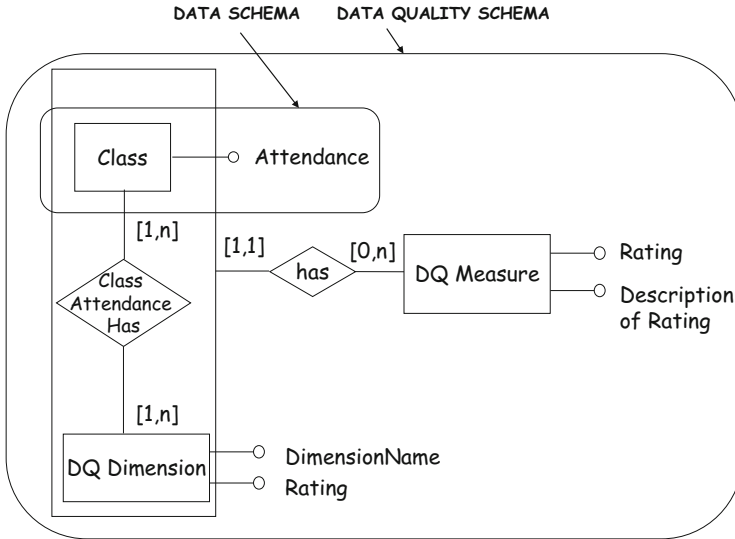 DATA SCHEMA
DATA QUALITY SCHEMA
Class
Attendance
[1,n]
[1,1]
[0,n]
has
DQ Measure
Rating
Description
of Rating
Class
Attendance
Has
[1,n]
DQ Dimension
DimensionName
Rating